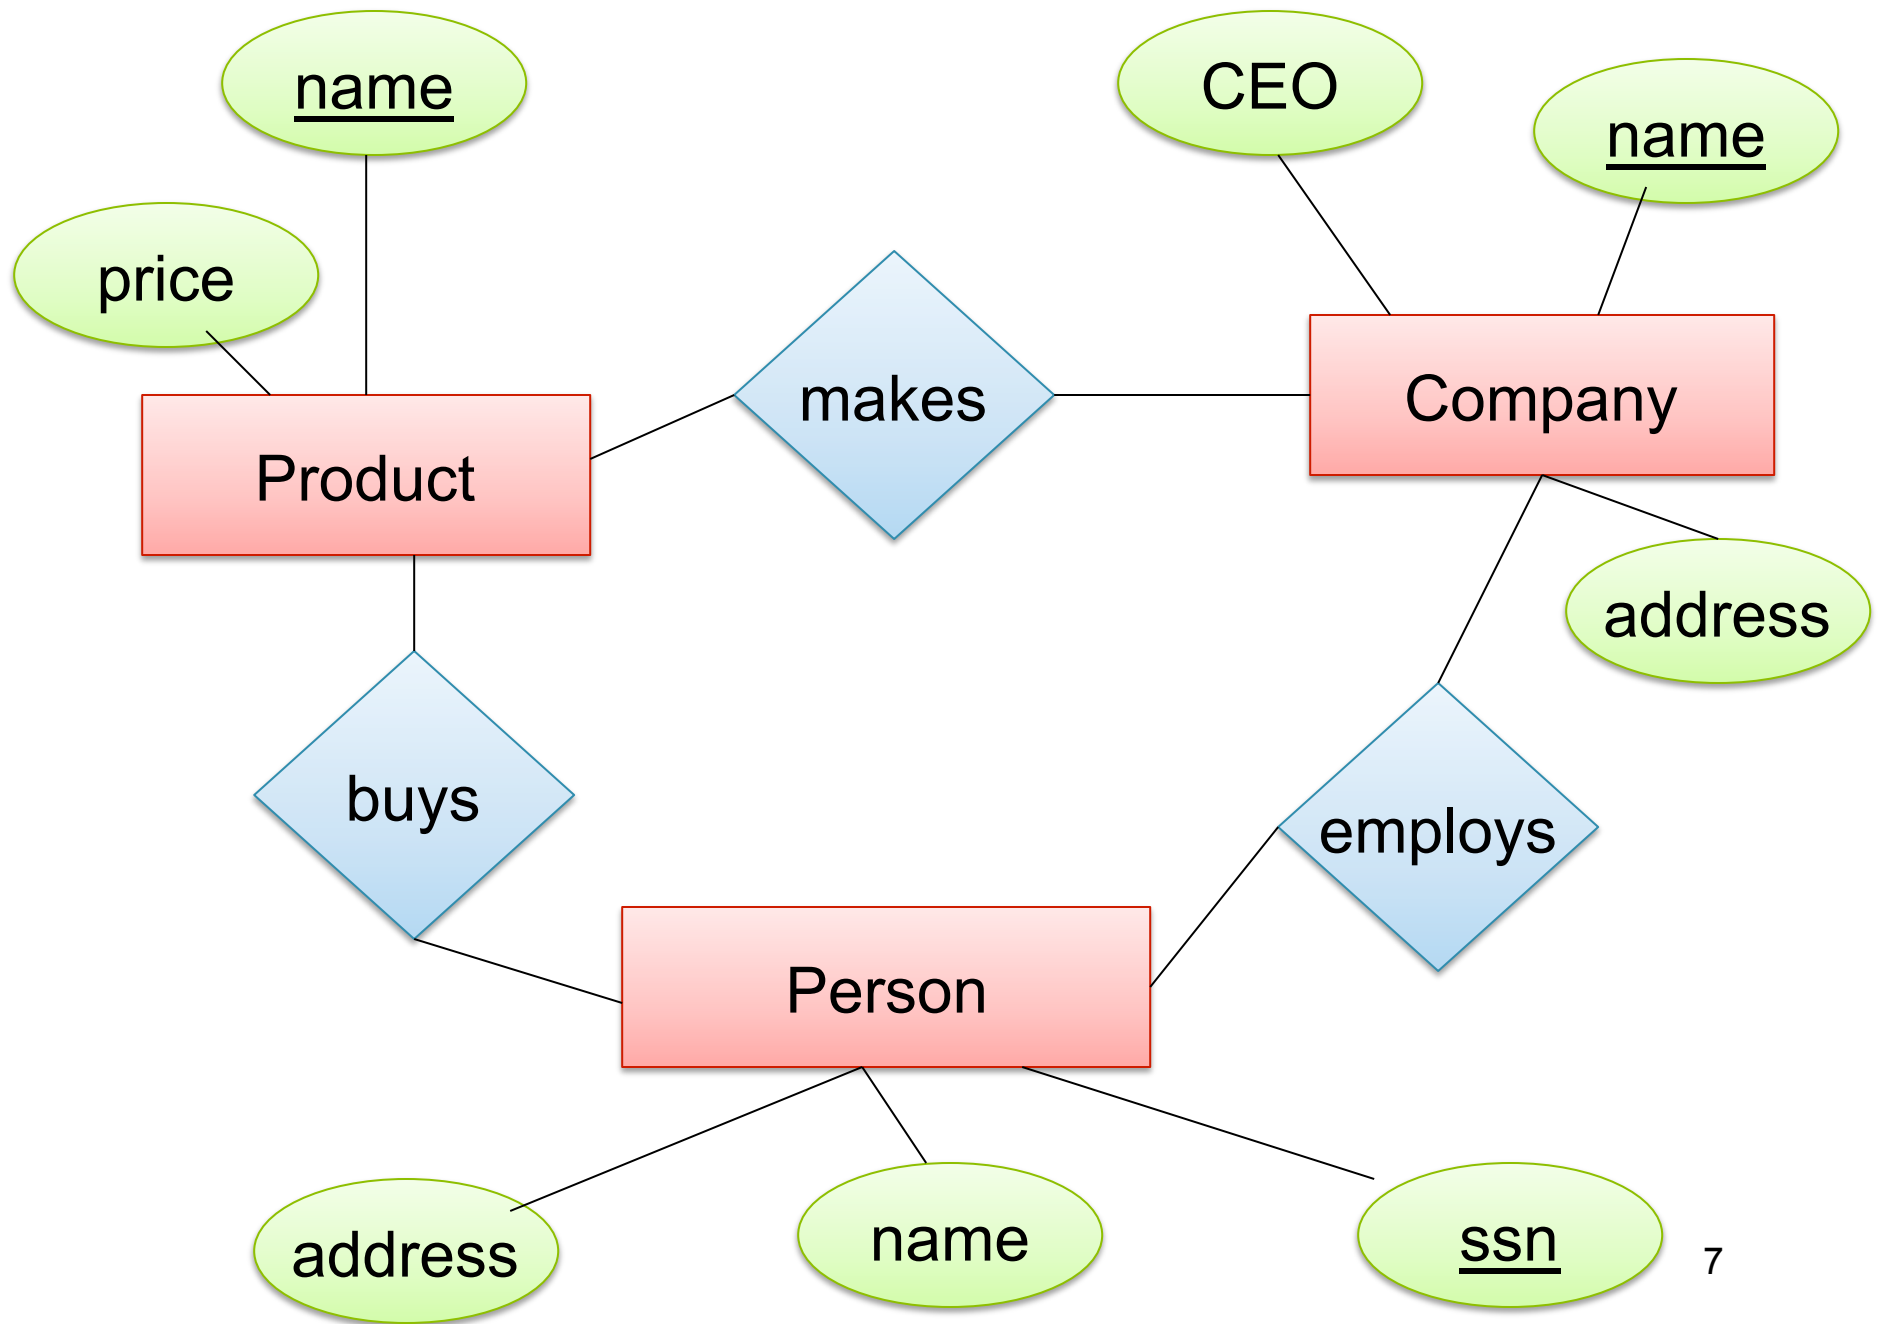 name
CEO
name
price
makes
Company
Product
address
buys
employs
Person
address
name
ssn
7